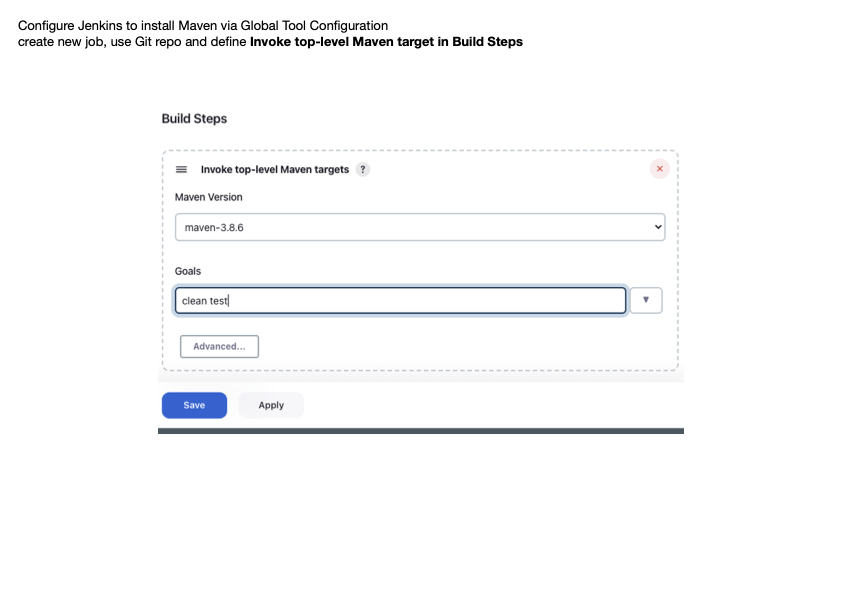 Configure Jenkins to install Maven via Global Tool Configuration
create new job, use Git repo and define Invoke top-level Maven target in Build Steps
Build Steps
Invoke top-level Maven targets ?
Maven Version
maven-3.8.6
Goals
clean test
Advanced...
Save Apply